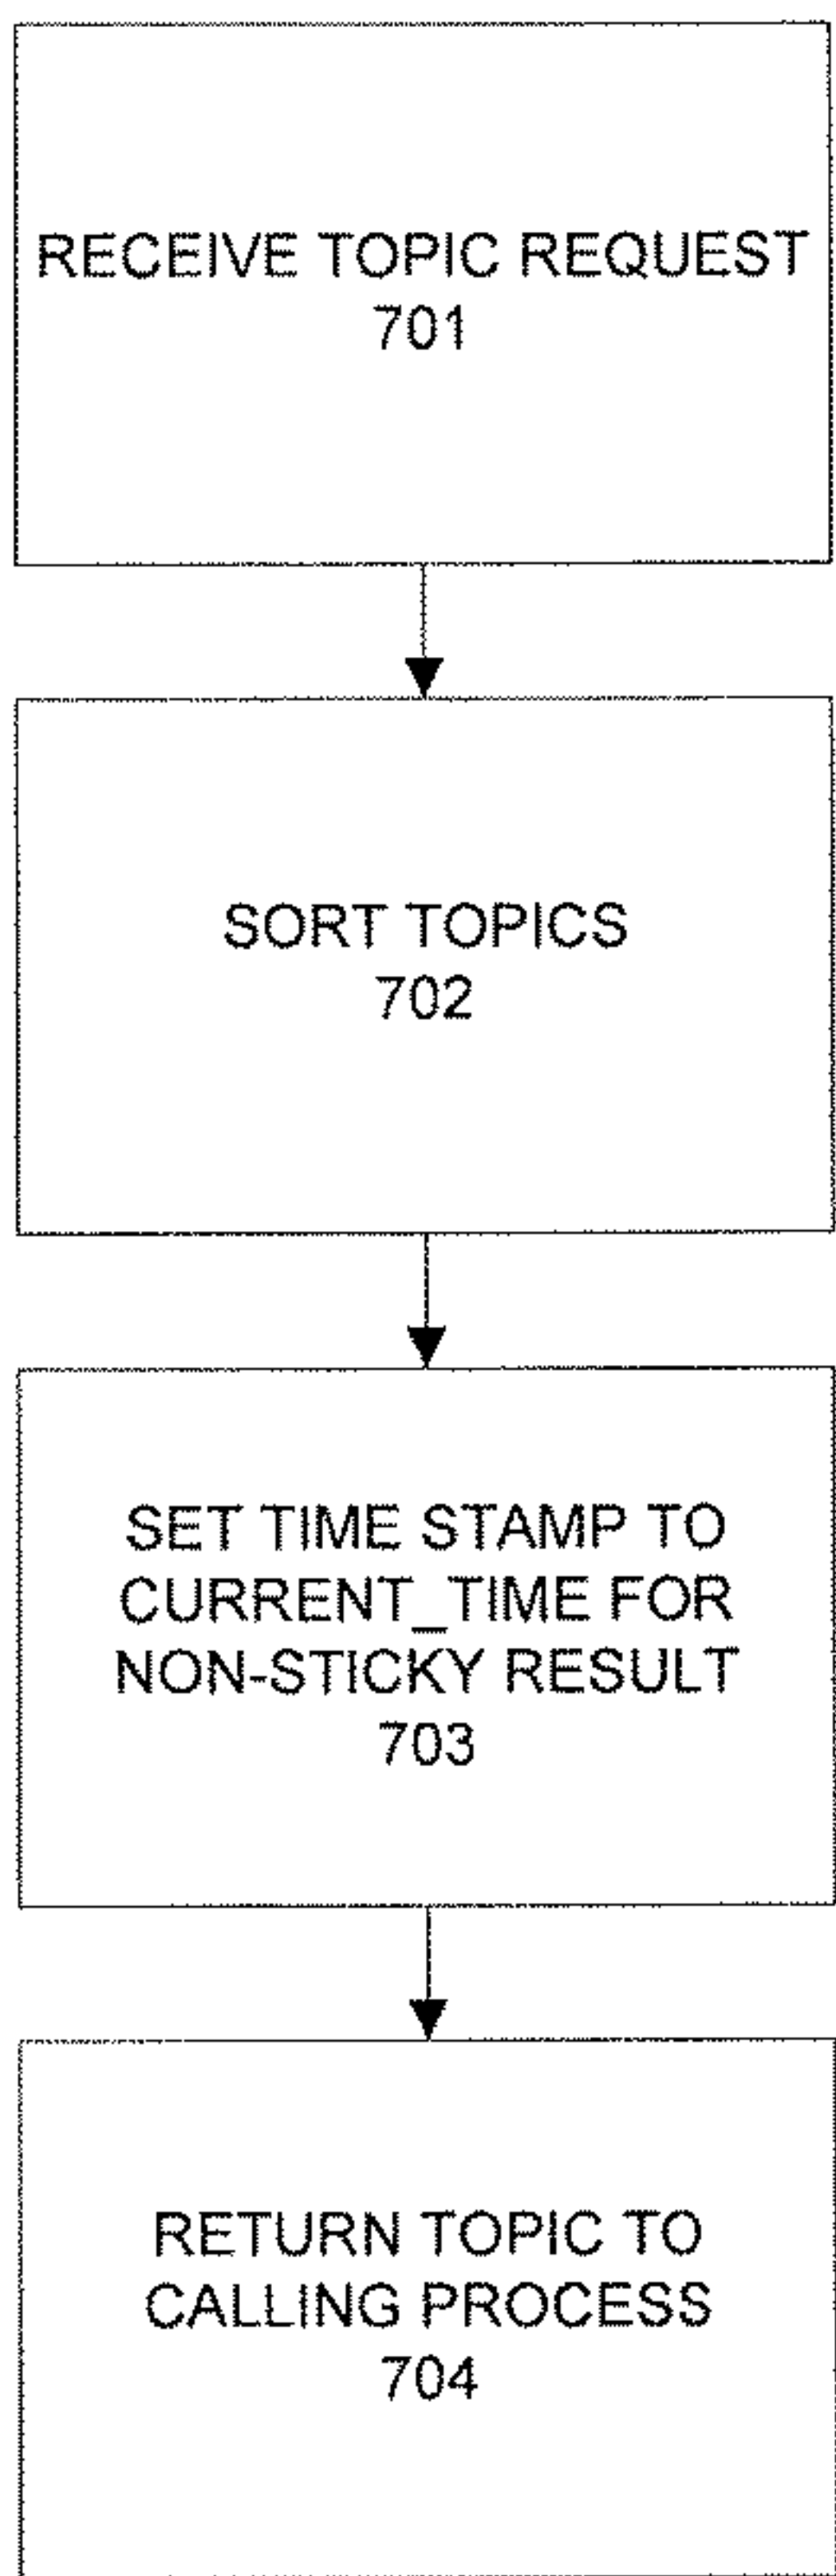 RECEIVE TOPIC REQUEST
701
SORT TOPICS
702
SET TIME STAMP TO
CURRENT_TIME FOR
NON-STICKY RESULT
703
RETURN TOPIC TO
CALLING PROCESS
704